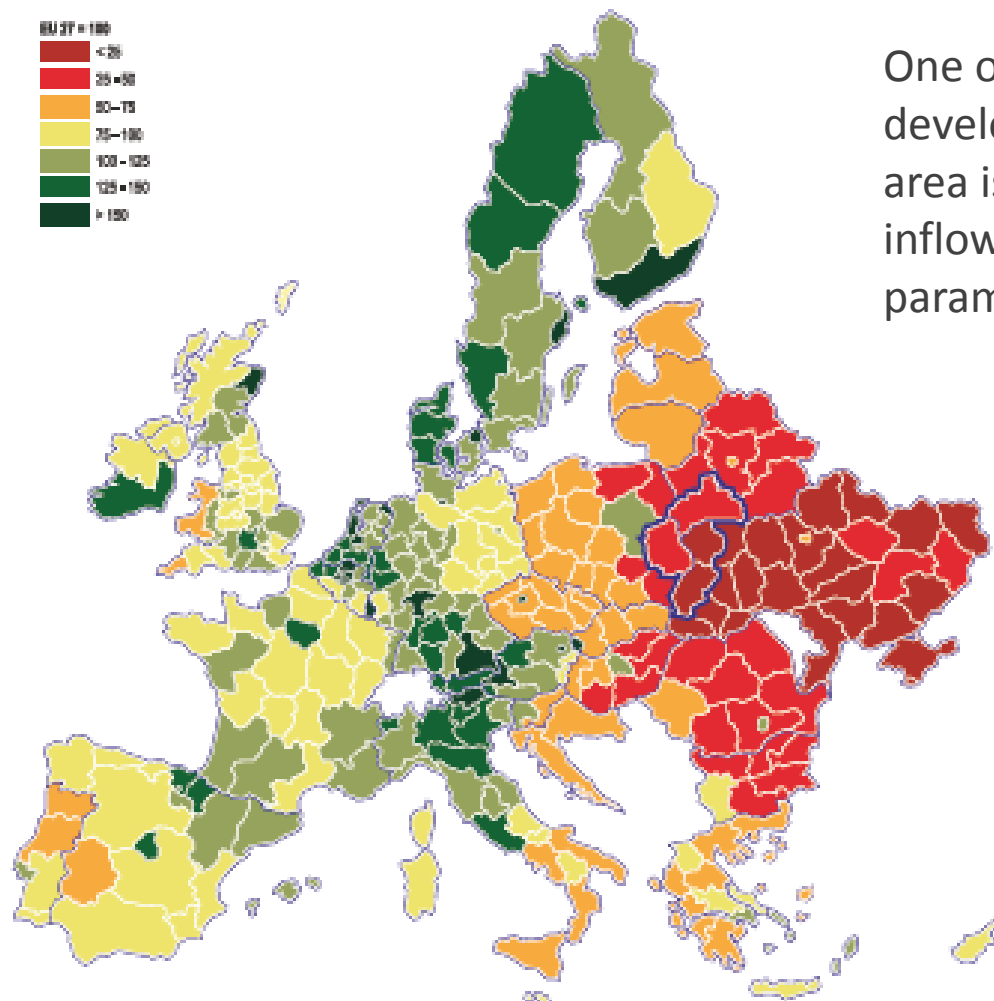 EU 27 = 100
< 25
25 - 50
50 - 75
75 - 100
100 - 125
125 - 150
> 150
One o
develo
area is
inflow
param